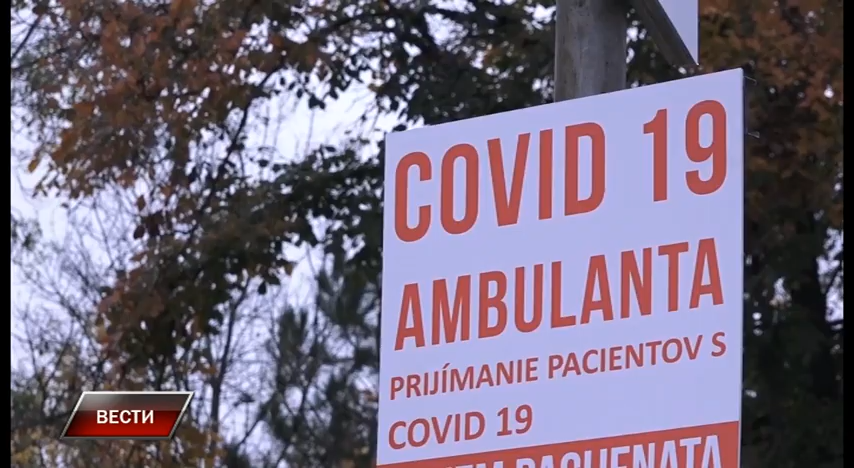 COVID 19
AMBULANTA
PRIJÍMANIE PACIENTOV S
COVID 19
ВЕСТИ